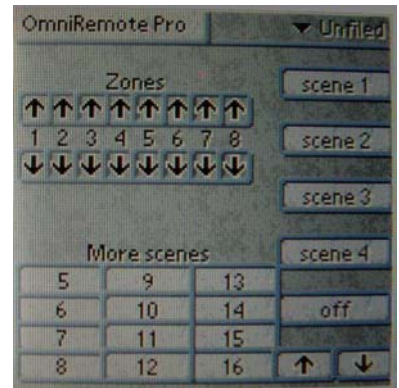 OmniRemote Pro
Unfiled
Zones
1 2 3 4 5 6 7 8
scene 1
scene 2
scene 3
scene 4
More scenes
5 9 13
6 10 14
7 11 15
8 12 16
off